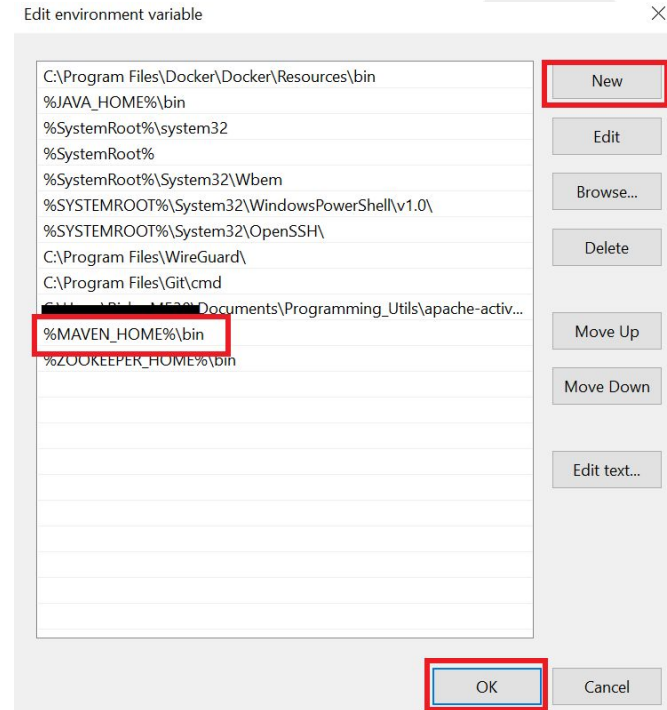 Edit environment variable
C:\Program Files\Docker\Docker\Resources\bin
%JAVA_HOME%\bin
%SystemRoot%\system32
%SystemRoot%
%SystemRoot%\System32\Wbem
%SYSTEMROOT%\System32\WindowsPowerShell\v1.0\
%SYSTEMROOT%\System32\OpenSSH\
C:\Program Files\WireGuard\
C:\Program Files\Git\cmd
Documents\Programming_Utils\apache-activ...
%MAVEN_HOME%\bin
%ZOOKEEPER_HOME%\bin
New
Edit
Browse...
Delete
Move Up
Move Down
Edit text...
OK
Cancel